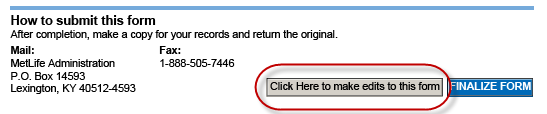 How to submit this form
After completion, make a copy for your records and return the original.
Mail:
MetLife Administration
P.O. Box 14593
Lexington, KY 40512-4593
Fax:
1-888-505-7446
Click Here to make edits to this form
FINALIZE FORM